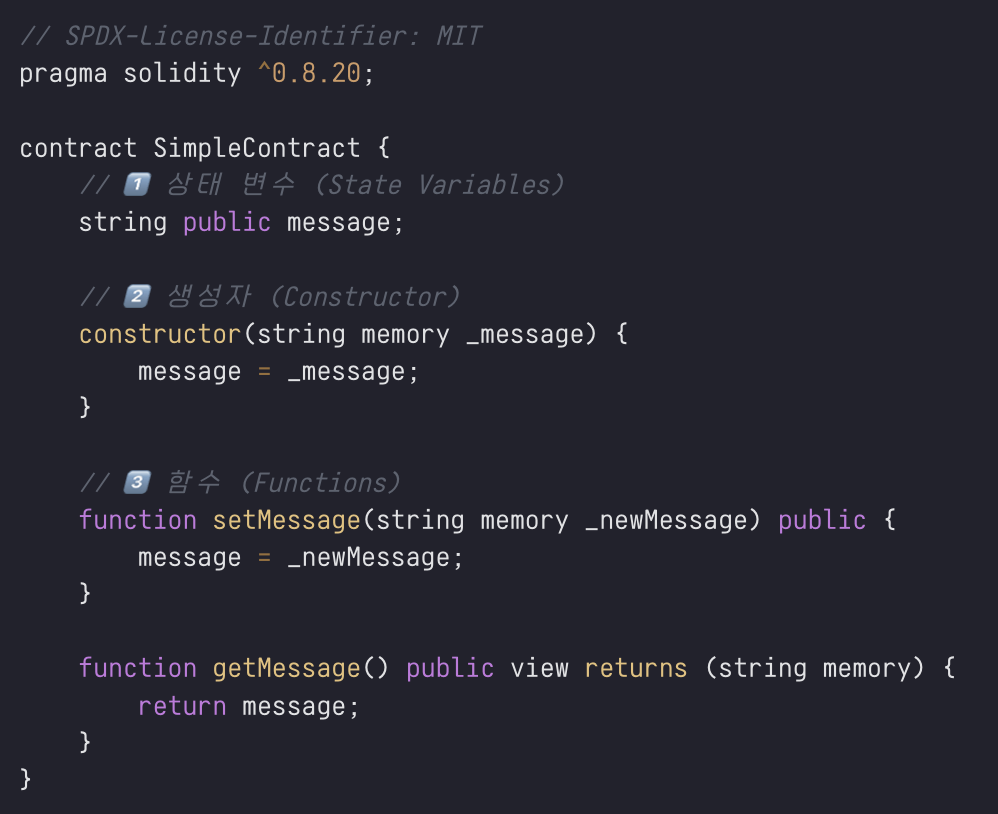 // SPDX-License-Identifier: MIT
pragma solidity ^0.8.20;
contract SimpleContract {
// 1️⃣ 상태 변수 (State Variables)
string public message;
// 2️⃣ 생성자 (Constructor)
constructor(string memory _message) {
message = _message;
}
// 3️⃣ 함수 (Functions)
function setMessage(string memory _newMessage) public {
message = _newMessage;
}
function getMessage() public view returns (string memory) {
return message;
}
}